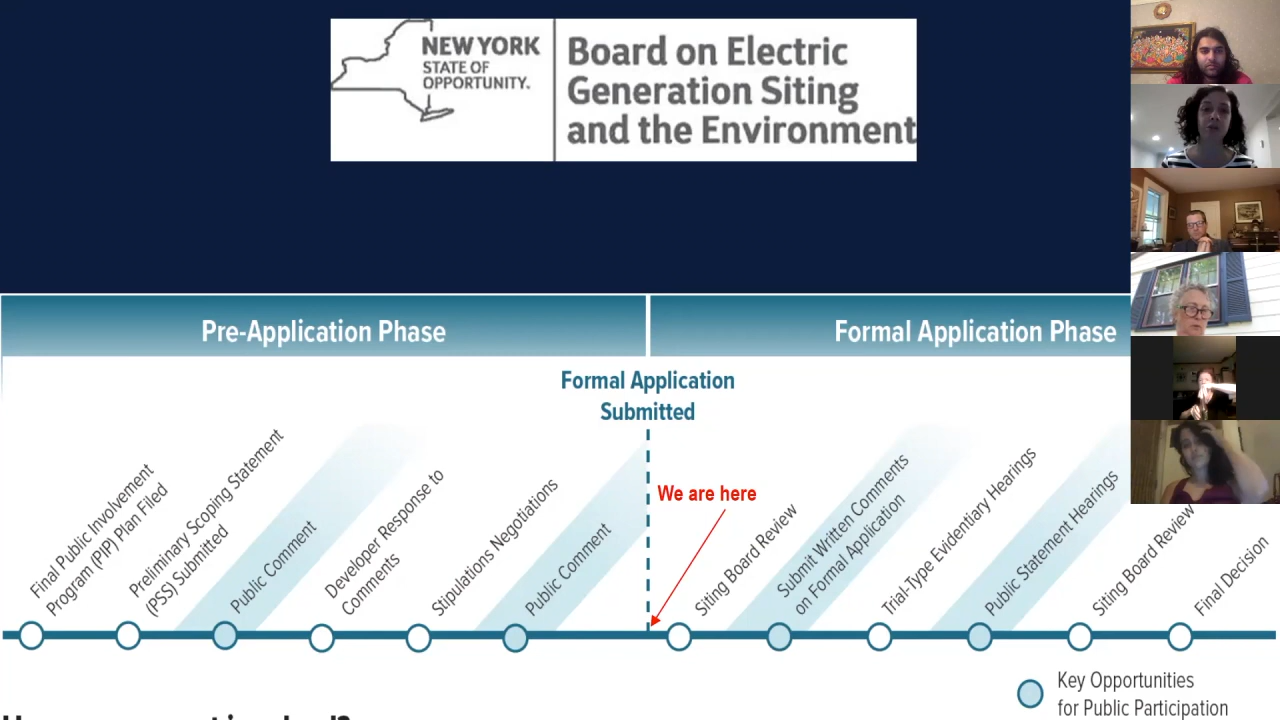 NEW YORK
STATE OF
OPPORTUNITY.
Board on Electric
Generation Siting
and the Environment
Pre-Application Phase
Formal Application Phase
Formal Application
Submitted
We are here
Final Public Involvement
Program (PIP) Plan Filed
Preliminary Scoping Statement
(PSS) Submitted
Public Comment
Developer Response to
Comments
Stipulations Negotiations
Public Comment
Siting Board Review
Submit Written Comments
on Formal Application
Trial-Type Evidentiary Hearings
Public Statement Hearings
Siting Board Review
Final Decision
Key Opportunities
for Public Participation